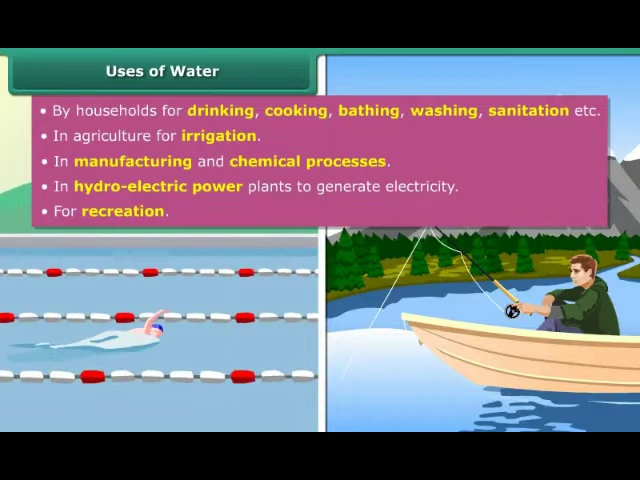 Uses of Water
• By households for drinking, cooking, bathing, washing, sanitation etc.
• In agriculture for irrigation.
• In manufacturing and chemical processes.
• In hydro-electric power plants to generate electricity.
• For recreation.